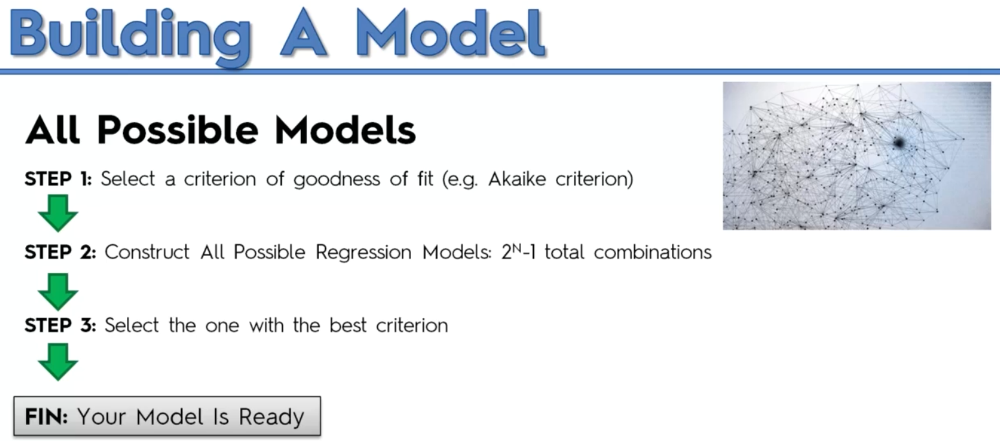 Building A Model
All Possible Models
STEP 1: Select a criterion of goodness of fit (e.g. Akaike criterion)
STEP 2: Construct All Possible Regression Models: 2ᴺ-1 total combinations
STEP 3: Select the one with the best criterion
FIN: Your Model Is Ready